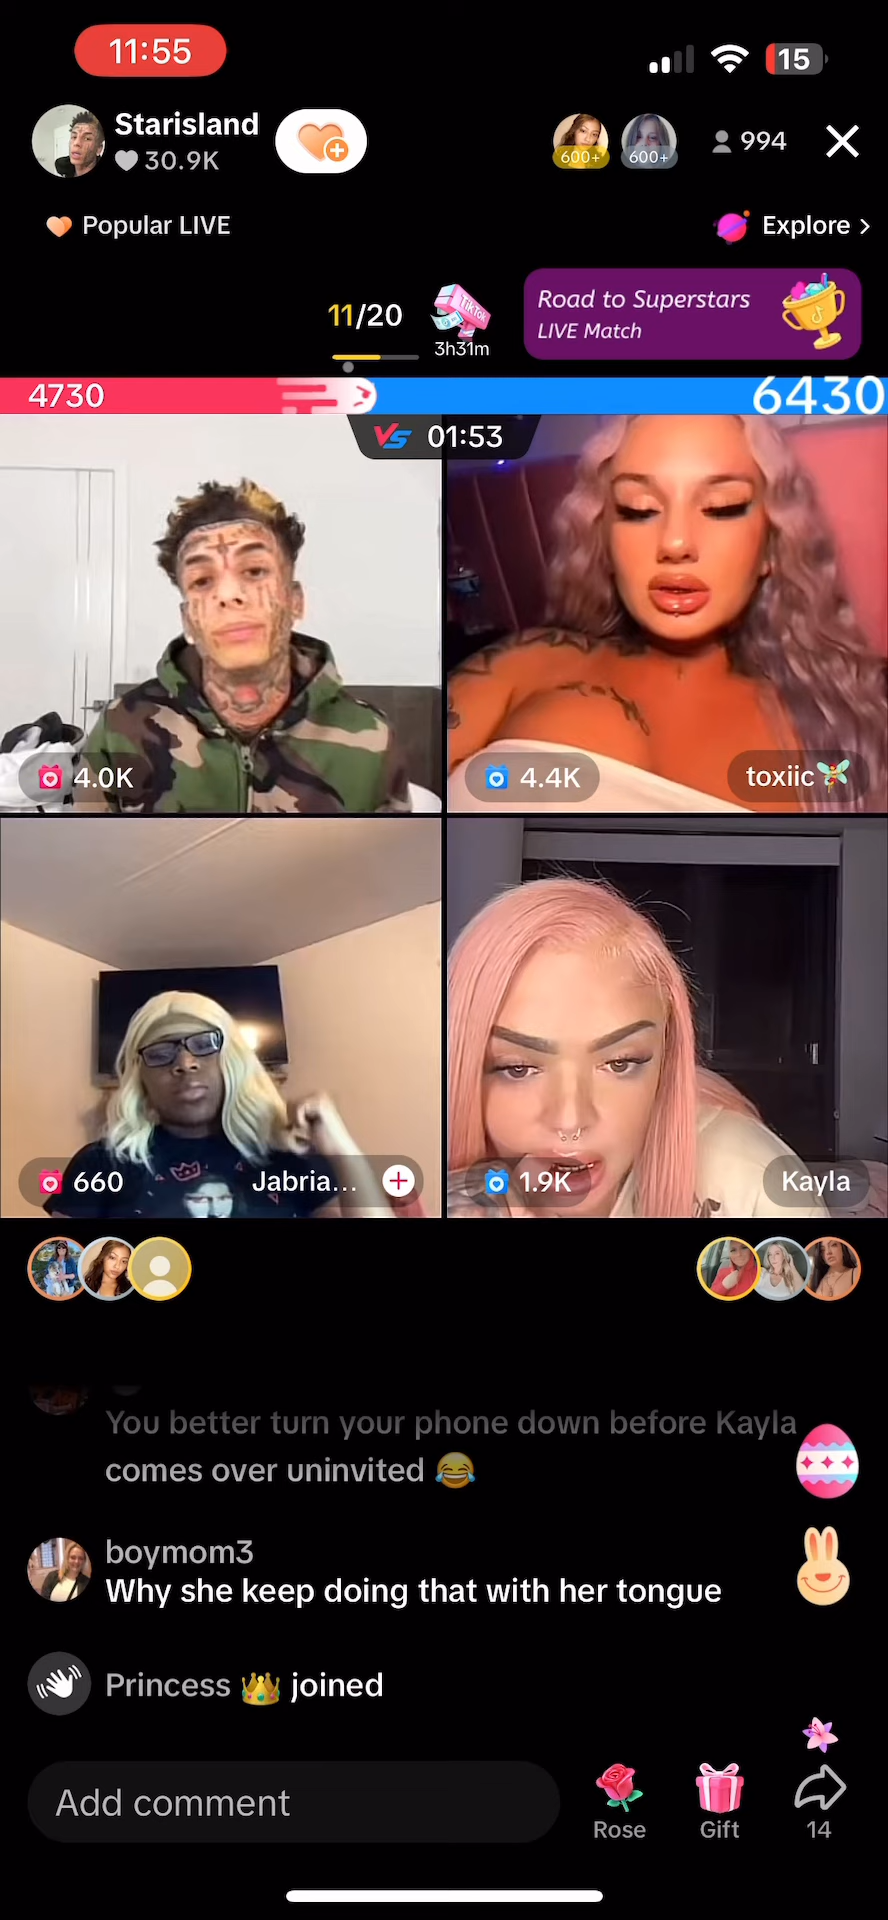 11:55
15
Starisland
30.9K
600+
600+
994
Popular LIVE
Explore >
11/20
TikTok
3h31m
Road to Superstars
LIVE Match
4730
6430
VS 01:53
4.0K
4.4K
toxiic
660
Jabria...
1.9K
Kayla
You better turn your phone down before Kayla
comes over uninvited 😂
boymom3
Why she keep doing that with her tongue
Princess 👑 joined
Add comment
Rose
Gift
14